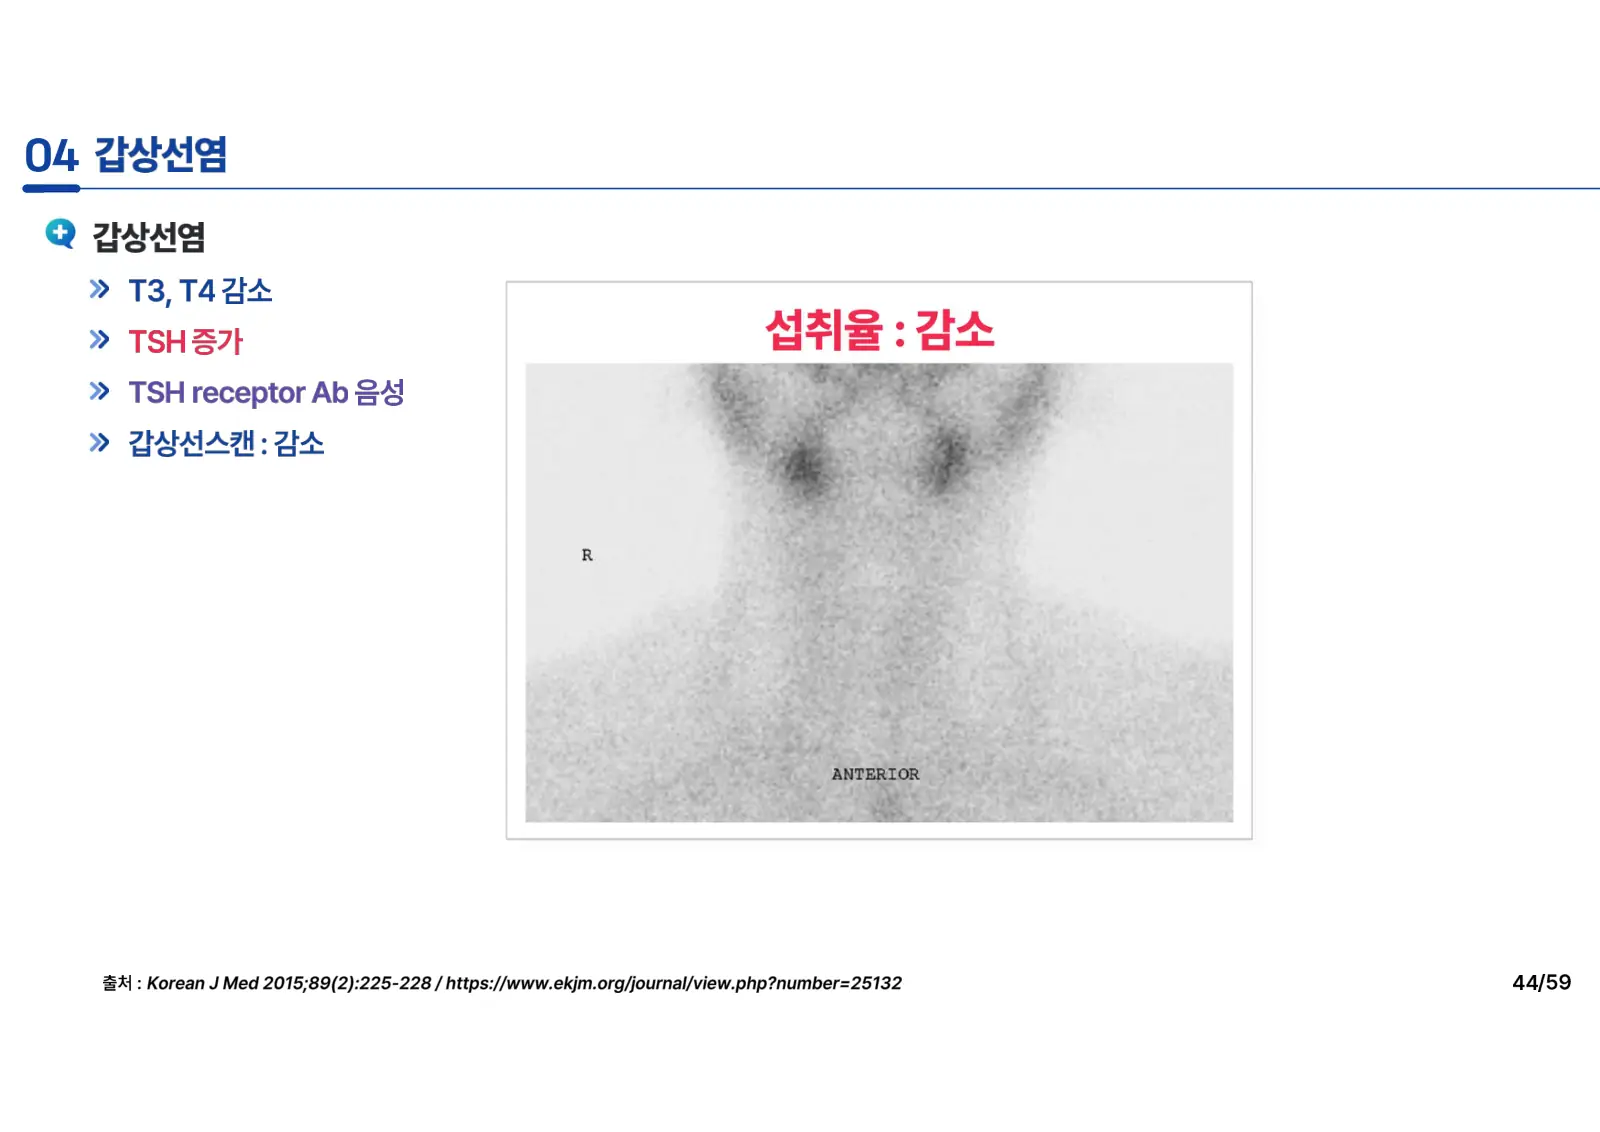 04 갑상선염
갑상선염
T3, T4 감소
TSH 증가
TSH receptor Ab 음성
갑상선스캔 : 감소
섭취율 : 감소
R
ANTERIOR
출처 : Korean J Med 2015;89(2):225-228 / https://www.ekjm.org/journal/view.php?number=25132
44/59